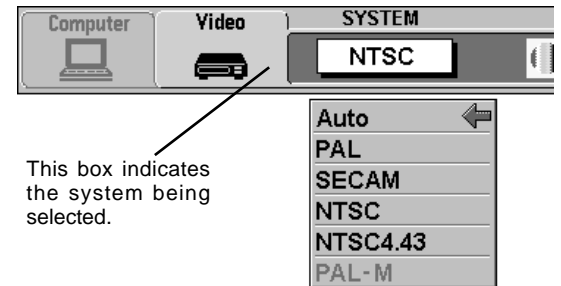 Computer
Video
SYSTEM
NTSC
Auto
PAL
SECAM
NTSC
NTSC4.43
PAL-M
This box indicates
the system being
selected.